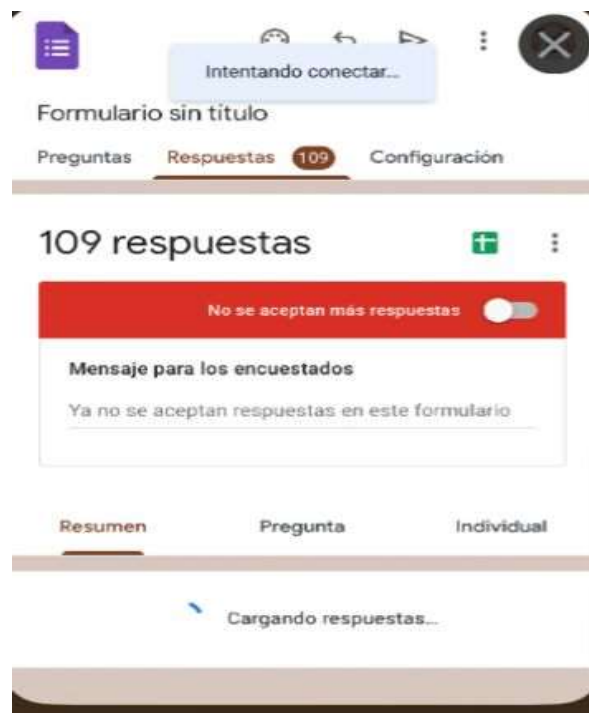 Intentando conectar...
Formulario sin título
Preguntas Respuestas 109 Configuración
109 respuestas
No se aceptan más respuestas
Mensaje para los encuestados
Ya no se aceptan respuestas en este formulario
Resumen Pregunta Individual
Cargando respuestas...